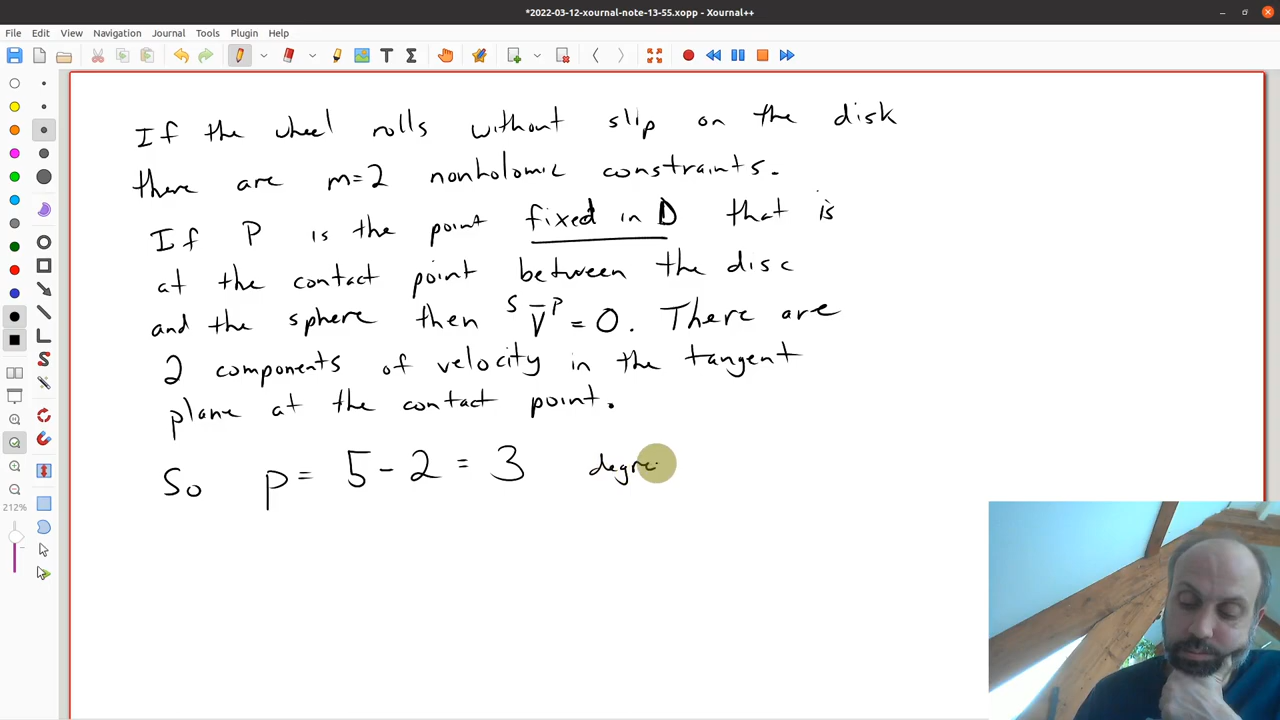 *2022-03-12-xournal-note-13-55.xopp - Xournal++
File Edit View Navigation Journal Tools Plugin Help
If the wheel rolls without slip on the disk
there are m=2 nonholomic constraints.
If P is the point fixed in D that is
at the contact point between the disc
and the sphere then ˢV̄ᴾ = 0. There are
2 components of velocity in the tangent
plane at the contact point.
So p = 5 - 2 = 3 degre
212%